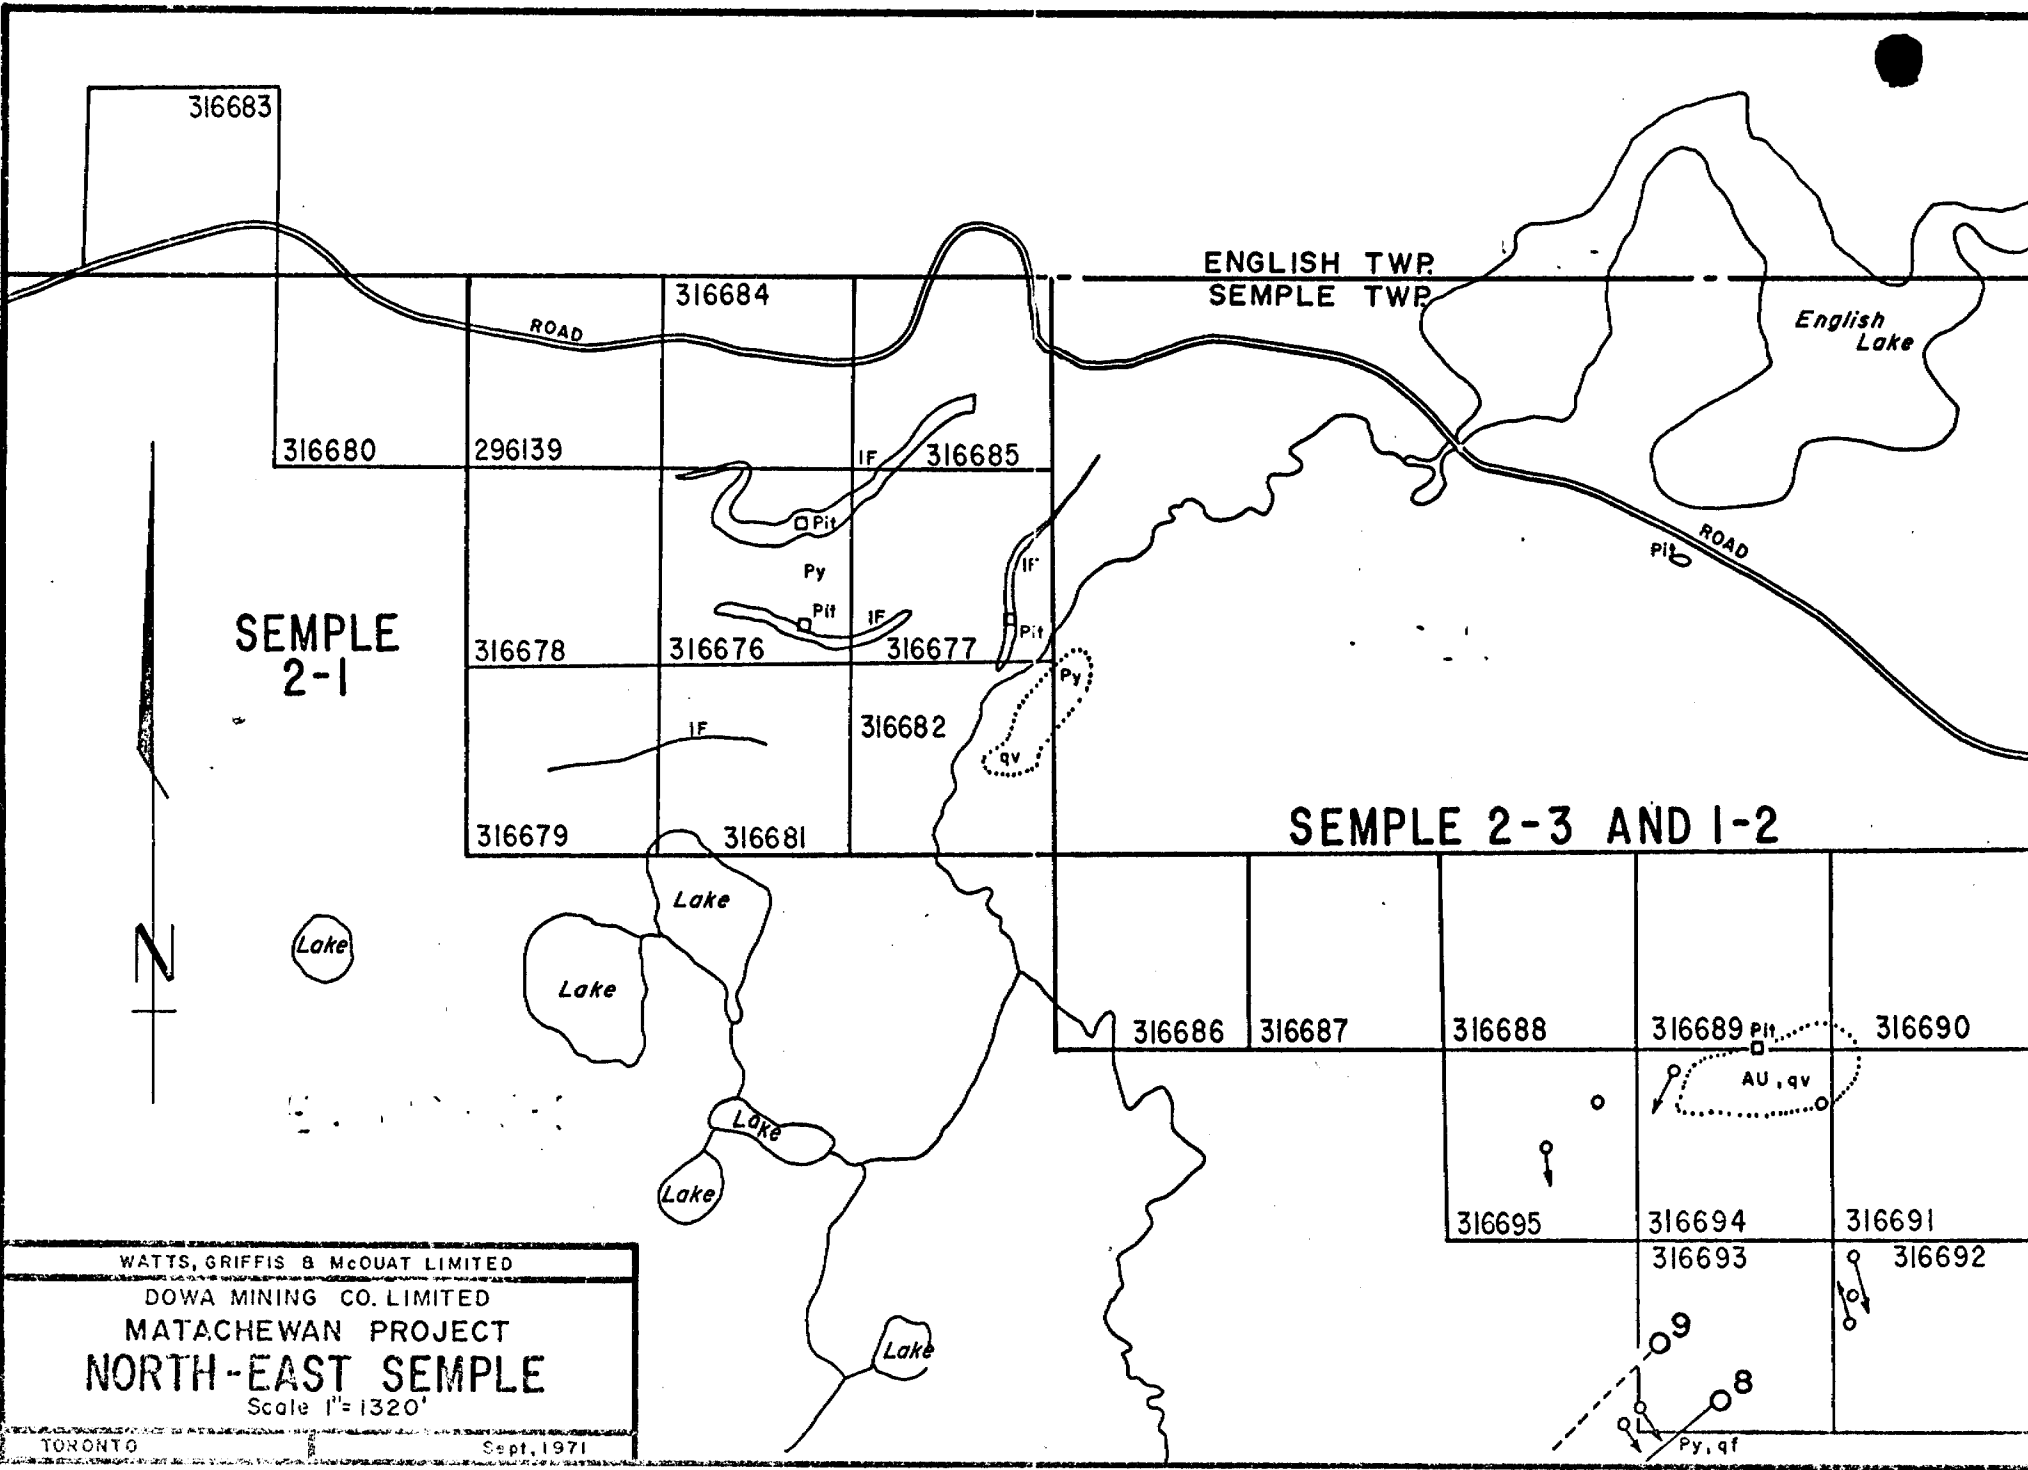 316683
ENGLISH TWP.
SEMPLE TWP.
316684
English
Lake
ROAD
316680
296139
IF
316685
Pit
ROAD
Pit
Py
IF
Pit
IF
Pit
SEMPLE
2-1
316678
316676
316677
Py
IF
316682
qv
SEMPLE 2-3 AND 1-2
316679
316681
Lake
N
Lake
Lake
316686
316687
316688
316689
Pit
316690
AU, qv
Lake
Lake
316695
316694
316691
316693
316692
9
Lake
8
Py, qf
WATTS, GRIFFIS & McOUAT LIMITED
DOWA MINING CO. LIMITED
MATACHEWAN PROJECT
NORTH-EAST SEMPLE
Scale 1"=1320'
TORONTO
Sept, 1971